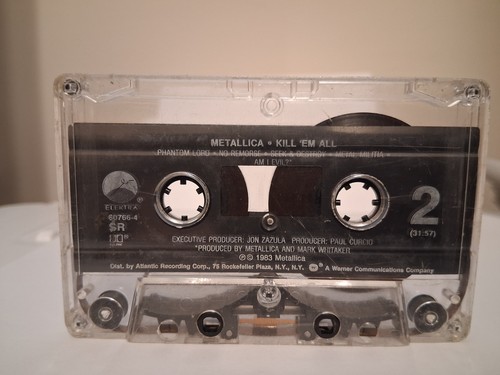 METALLICA • KILL 'EM ALL
PHANTOM LORD • NO REMORSE • SEEK & DESTROY • METAL MILITIA •
AM I EVIL?*
ELEKTRA
60766-4
SR
2
(31:57)
EXECUTIVE PRODUCER: JON ZAZULA PRODUCER: PAUL CURCIO
*PRODUCED BY METALLICA AND MARK WHITAKER
℗ © 1983 Metallica
Dist. by Atlantic Recording Corp., 75 Rockefeller Plaza, N.Y., N.Y. A Warner Communications Company